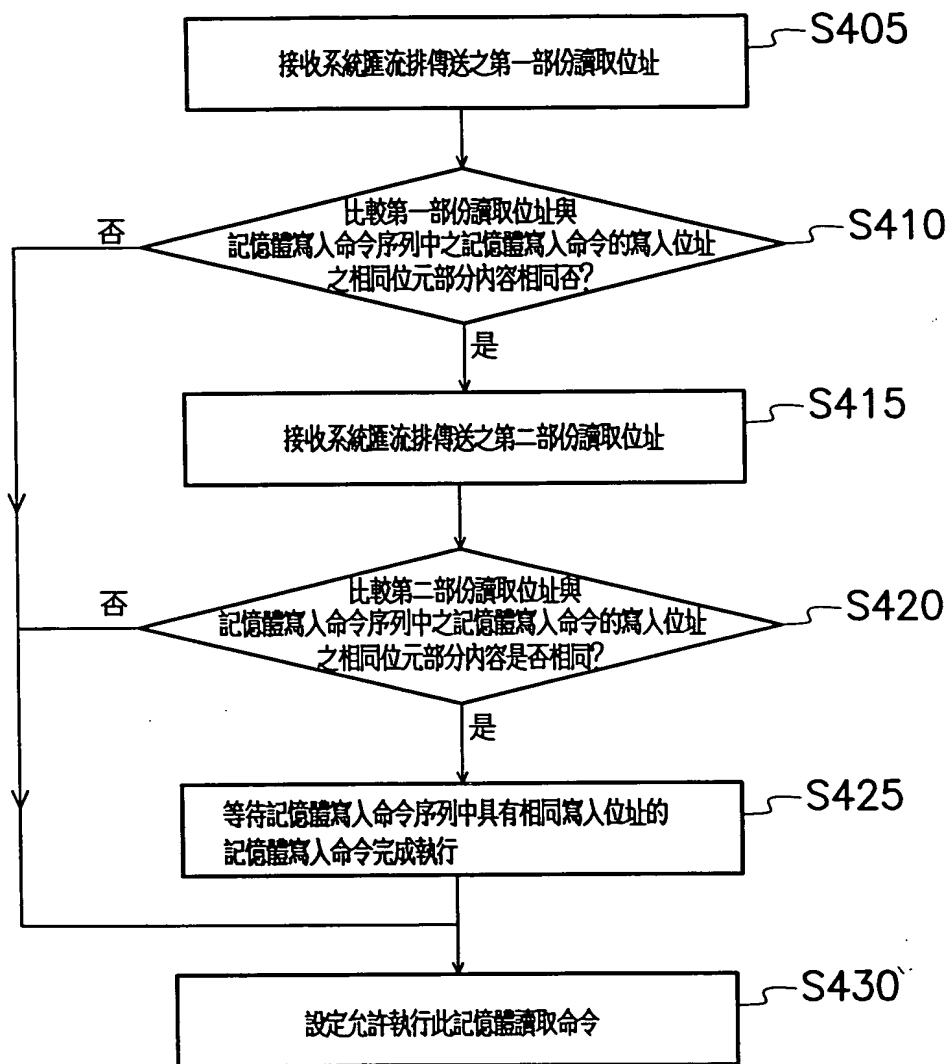 接收系統匯流排傳送之第一部份讀取位址
S405
比較第一部份讀取位址與
記憶體寫入命令序列中之記憶體寫入命令的寫入位址
之相同位元部分內容相同否?
S410
否
是
接收系統匯流排傳送之第二部份讀取位址
S415
比較第二部份讀取位址與
記憶體寫入命令序列中之記憶體寫入命令的寫入位址
之相同位元部分內容是否相同?
S420
否
是
等待記憶體寫入命令序列中具有相同寫入位址的
記憶體寫入命令完成執行
S425
設定允許執行此記憶體讀取命令
S430